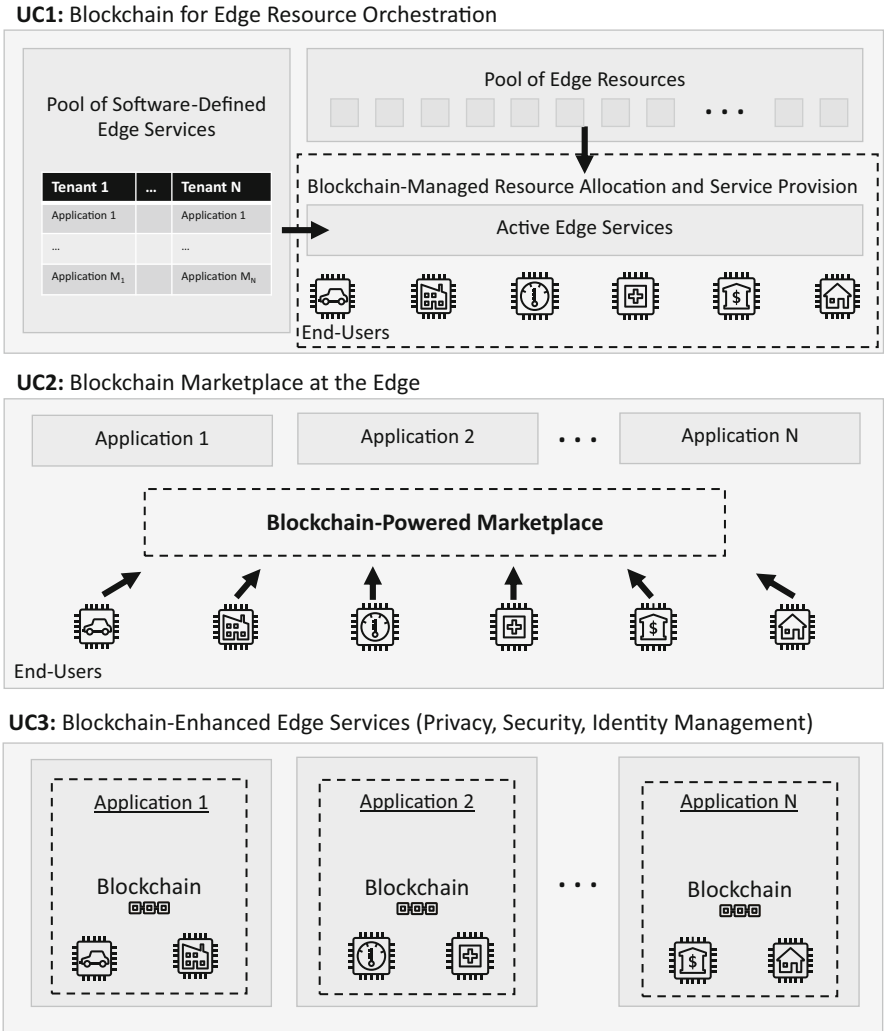 UC1: Blockchain for Edge Resource Orchestration
Pool of Software-Defined
Edge Services
Tenant 1 ... Tenant N
Application 1 Application 1
... ...
Application M₁ Application Mₙ
Pool of Edge Resources
...
Blockchain-Managed Resource Allocation and Service Provision
Active Edge Services
$
End-Users
UC2: Blockchain Marketplace at the Edge
Application 1 Application 2 ... Application N
Blockchain-Powered Marketplace
$
End-Users
UC3: Blockchain-Enhanced Edge Services (Privacy, Security, Identity Management)
Application 1 Application 2 Application N
Blockchain Blockchain ... Blockchain
$